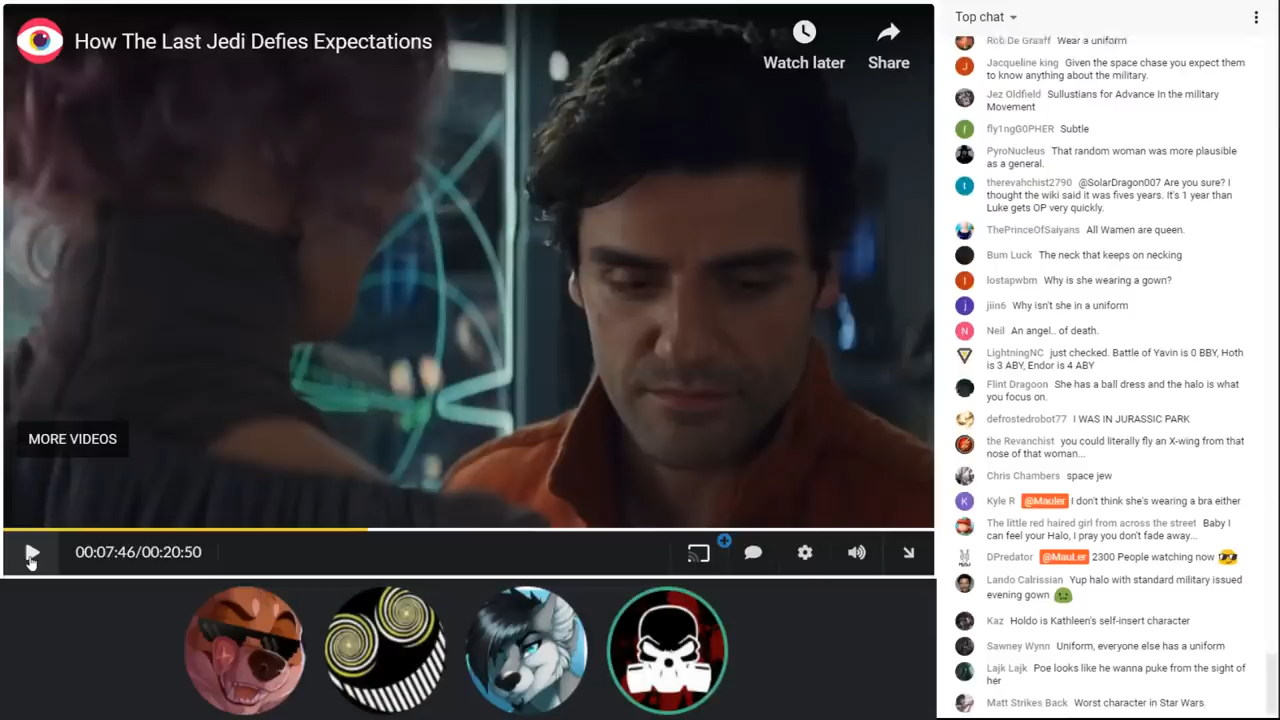 How The Last Jedi Defies Expectations
Watch later
Share
MORE VIDEOS
00:07:46/00:20:50
Top chat
Rob De Graaff Wear a uniform
Jacqueline king Given the space chase you expect them
to know anything about the military.
Jez Oldfield Sullustians for Advance In the military
Movement
fly1ngG0PHER Subtle
PyroNucleus That random woman was more plausible
as a general.
therevahchist2790 @SolarDragon007 Are you sure? I
thought the wiki said it was fives years. It's 1 year than
Luke gets OP very quickly.
ThePrinceOfSaiyans All Wamen are queen.
Bum Luck The neck that keeps on necking
lostapwbm Why is she wearing a gown?
jiin6 Why isn't she in a uniform
Neil An angel.. of death.
LightningNC just checked. Battle of Yavin is 0 BBY, Hoth
is 3 ABY, Endor is 4 ABY
Flint Dragoon She has a ball dress and the halo is what
you focus on.
defrostedrobot77 I WAS IN JURASSIC PARK
the Revanchist you could literally fly an X-wing from that
nose of that woman...
Chris Chambers space jew
Kyle R @Mauler I don't think she's wearing a bra either
The little red haired girl from across the street Baby I
can feel your Halo, I pray you don't fade away...
DPredator @MauLer 2300 People watching now
Lando Calrissian Yup halo with standard military issued
evening gown
Kaz Holdo is Kathleen's self-insert character
Sawney Wynn Uniform, everyone else has a uniform
Lajk Lajk Poe looks like he wanna puke from the sight of
her
Matt Strikes Back Worst character in Star Wars